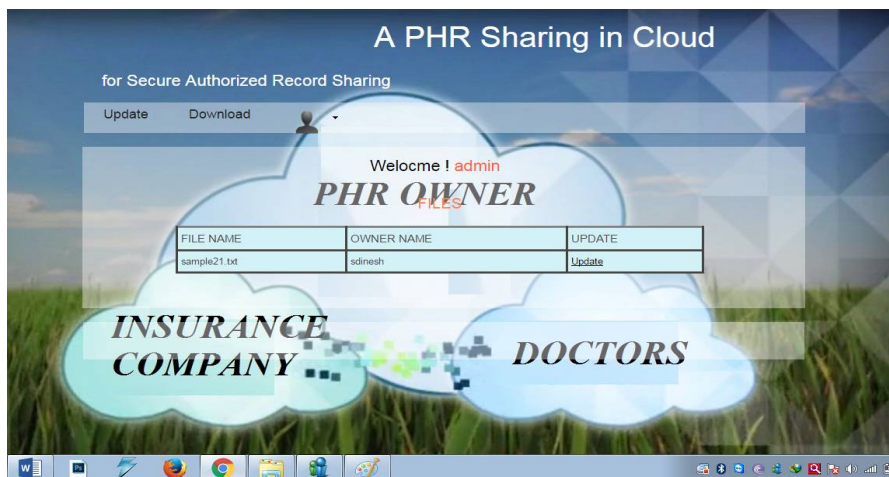 A PHR Sharing in Cloud
for Secure Authorized Record Sharing
Update Download
Welocme ! admin
PHR OWNER
FILES
FILE NAME OWNER NAME UPDATE
sample21.txt sdinesh Update
INSURANCE
COMPANY
DOCTORS